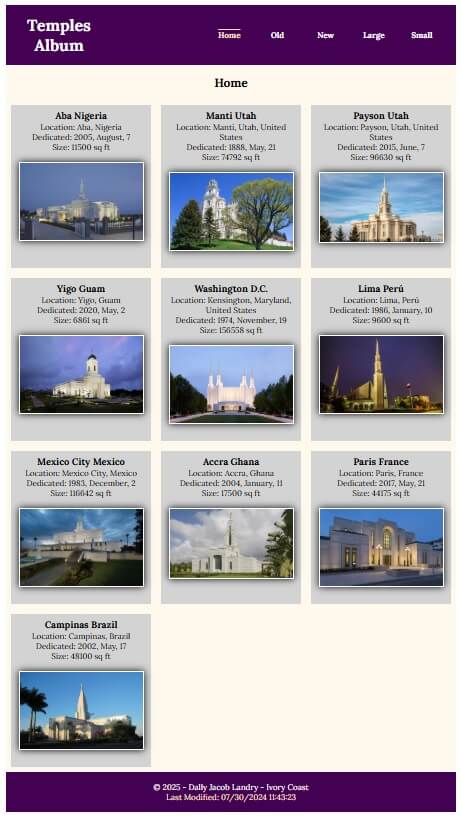 Temples
Album
Home
Old
New
Large
Small
Home
Aba Nigeria
Location: Aba, Nigeria
Dedicated: 2005, August, 7
Size: 11500 sq ft
Manti Utah
Location: Manti, Utah, United
States
Dedicated: 1888, May, 21
Size: 74792 sq ft
Payson Utah
Location: Payson, Utah, United
States
Dedicated: 2015, June, 7
Size: 96630 sq ft
Yigo Guam
Location: Yigo, Guam
Dedicated: 2020, May, 2
Size: 6861 sq ft
Washington D.C.
Location: Kensington, Maryland,
United States
Dedicated: 1974, November, 19
Size: 156558 sq ft
Lima Perú
Location: Lima, Perú
Dedicated: 1986, January, 10
Size: 9600 sq ft
Mexico City Mexico
Location: Mexico City, Mexico
Dedicated: 1983, December, 2
Size: 116642 sq ft
Accra Ghana
Location: Accra, Ghana
Dedicated: 2004, January, 11
Size: 17500 sq ft
Paris France
Location: Paris, France
Dedicated: 2017, May, 21
Size: 44175 sq ft
Campinas Brazil
Location: Campinas, Brazil
Dedicated: 2002, May, 17
Size: 48100 sq ft
© 2025 - Dally Jacob Landry - Ivory Coast
Last Modified: 07/30/2024 11:43:23